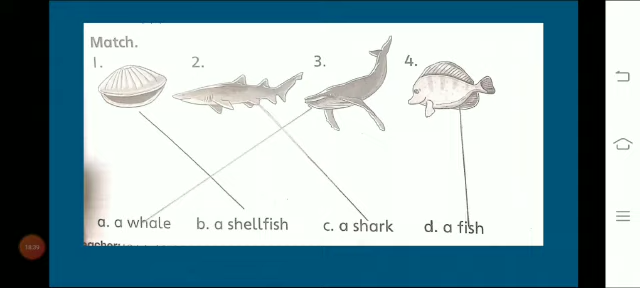 Match.
1. 2. 3. 4.
a. a whale b. a shellfish c. a shark d. a fish